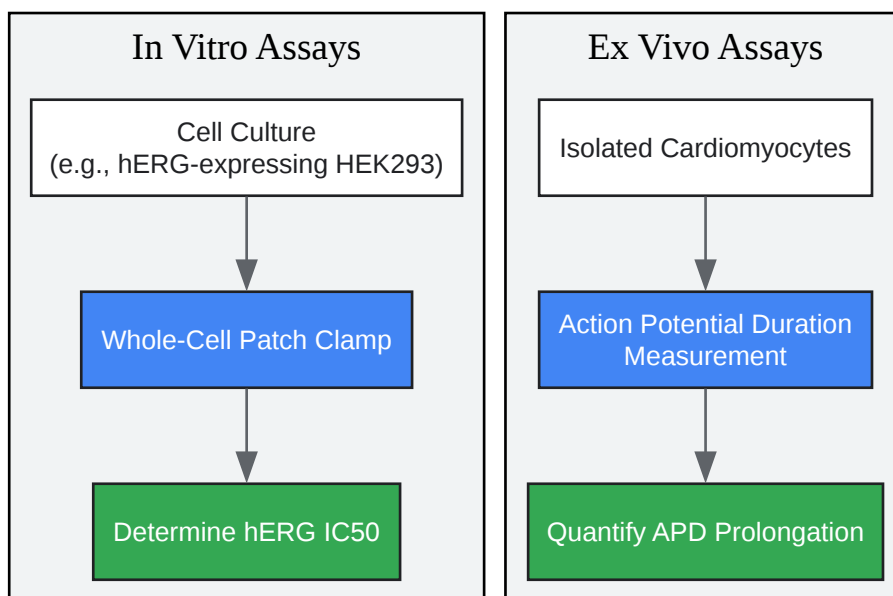 In Vitro Assays
Cell Culture
(e.g., hERG-expressing HEK293)
Whole-Cell Patch Clamp
Determine hERG IC50
Ex Vivo Assays
Isolated Cardiomyocytes
Action Potential Duration
Measurement
Quantify APD Prolongation